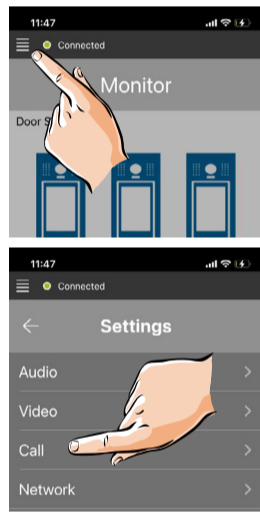 11:47
Connected
Monitor
Door S
11:47
Connected
Settings
Audio
Video
Call
Network